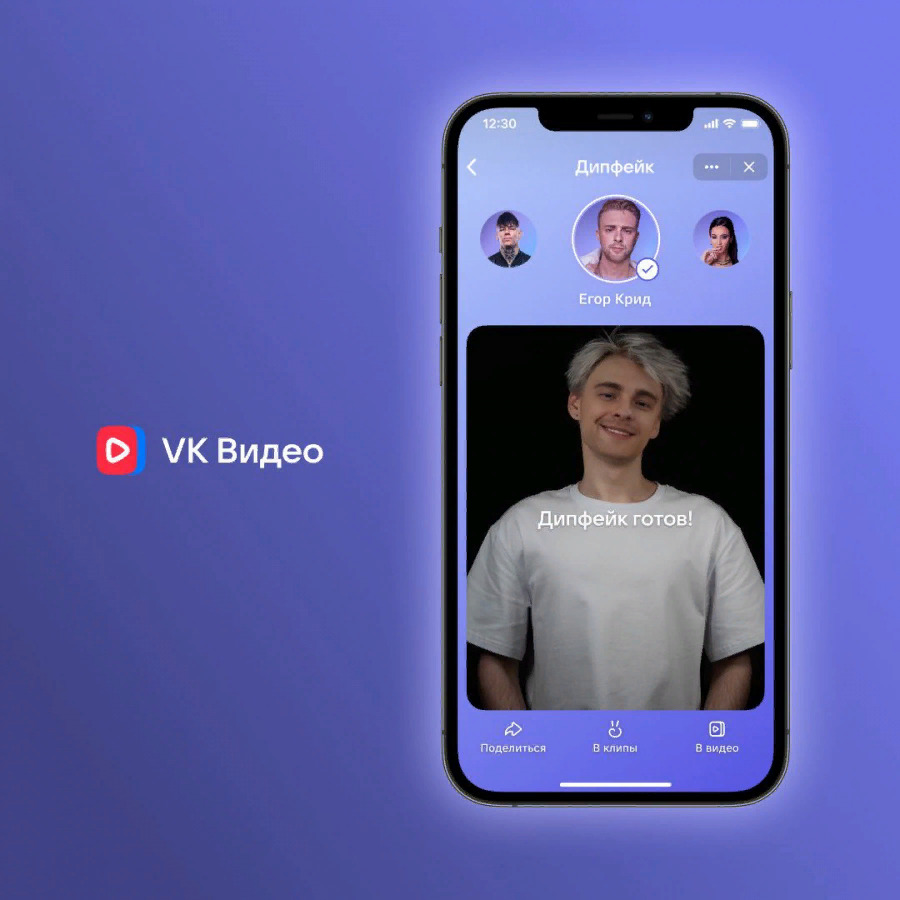 12:30
Дипфейк
Егор Крид
VK Видео
Дипфейк готов!
Поделиться
В клипы
В видео